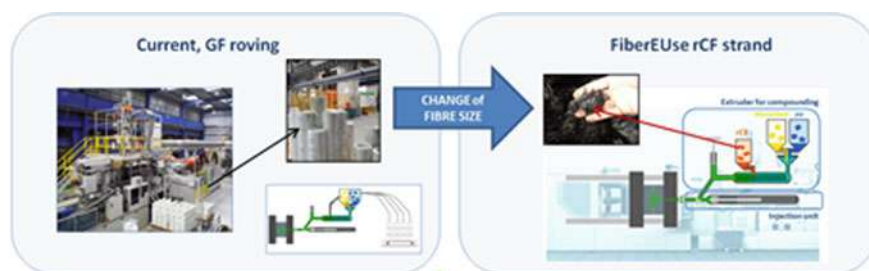 Current, GF roving
CHANGE of
FIBRE SIZE
FiberEUse rCF strand
Extruder for compounding
Injection unit